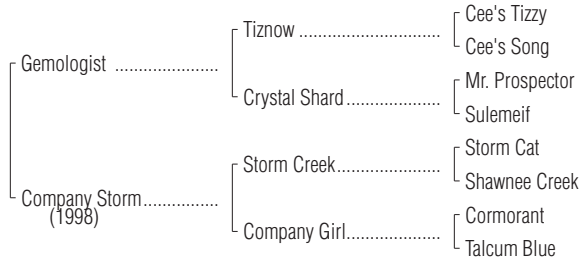 Cee's Tizzy
Tiznow ........................................
Cee's Song
Gemologist .....................
Mr. Prospector
Crystal Shard...........................
Sulemeif
Storm Cat
Storm Creek..............................
Shawnee Creek
Company Storm.................
(1998)
Cormorant
Company Girl...........................
Talcum Blue